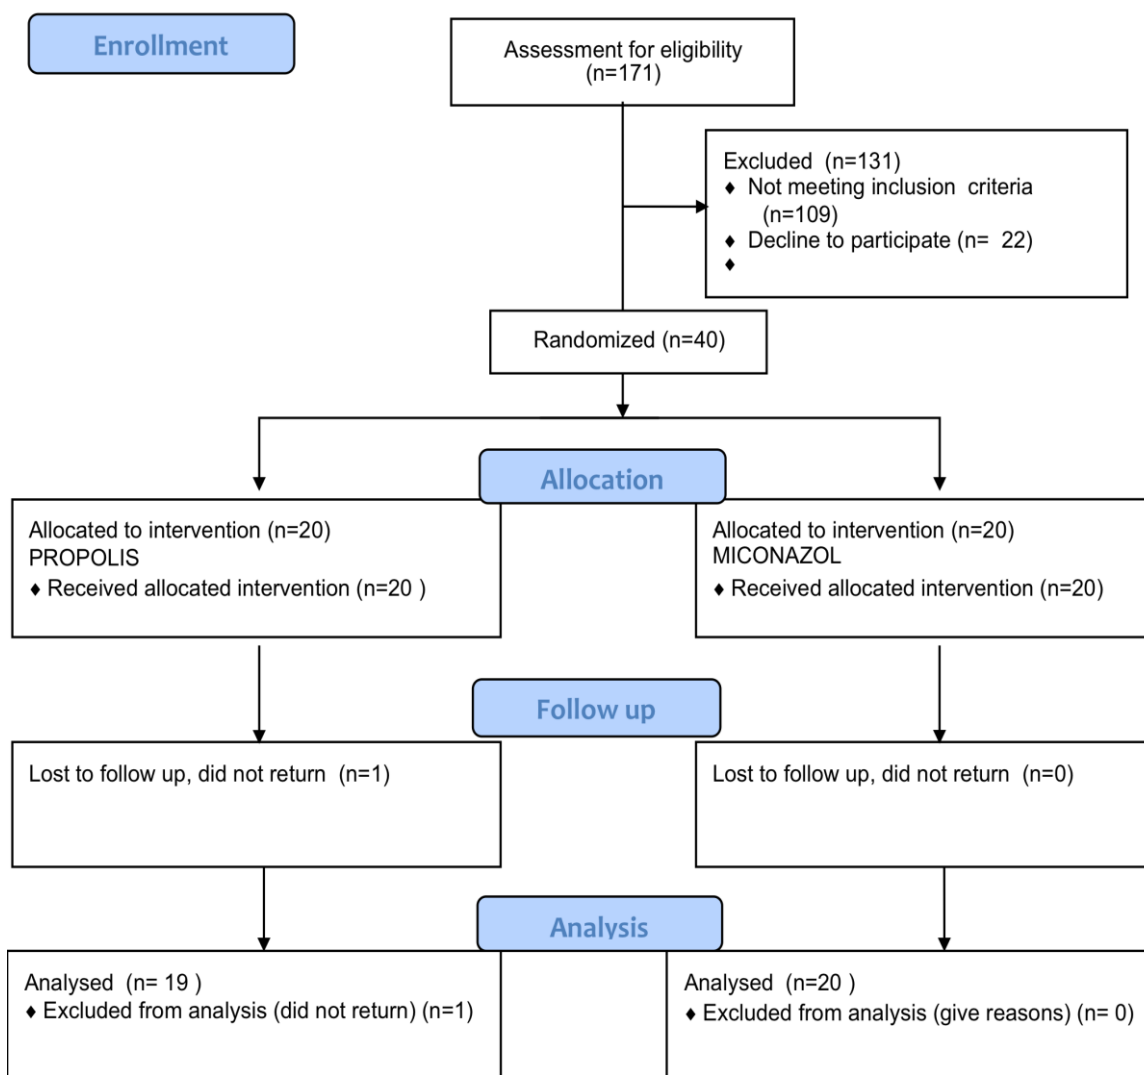 Enrollment
Assessment for eligibility
(n=171)
Excluded (n=131)
♦ Not meeting inclusion criteria
(n=109)
♦ Decline to participate (n= 22)
♦
Randomized (n=40)
Allocation
Allocated to intervention (n=20)
PROPOLIS
♦ Received allocated intervention (n=20 )
Allocated to intervention (n=20)
MICONAZOL
♦ Received allocated intervention (n=20)
Follow up
Lost to follow up, did not return (n=1)
Lost to follow up, did not return (n=0)
Analysis
Analysed (n= 19 )
♦ Excluded from analysis (did not return) (n=1)
Analysed (n=20 )
♦ Excluded from analysis (give reasons) (n= 0)